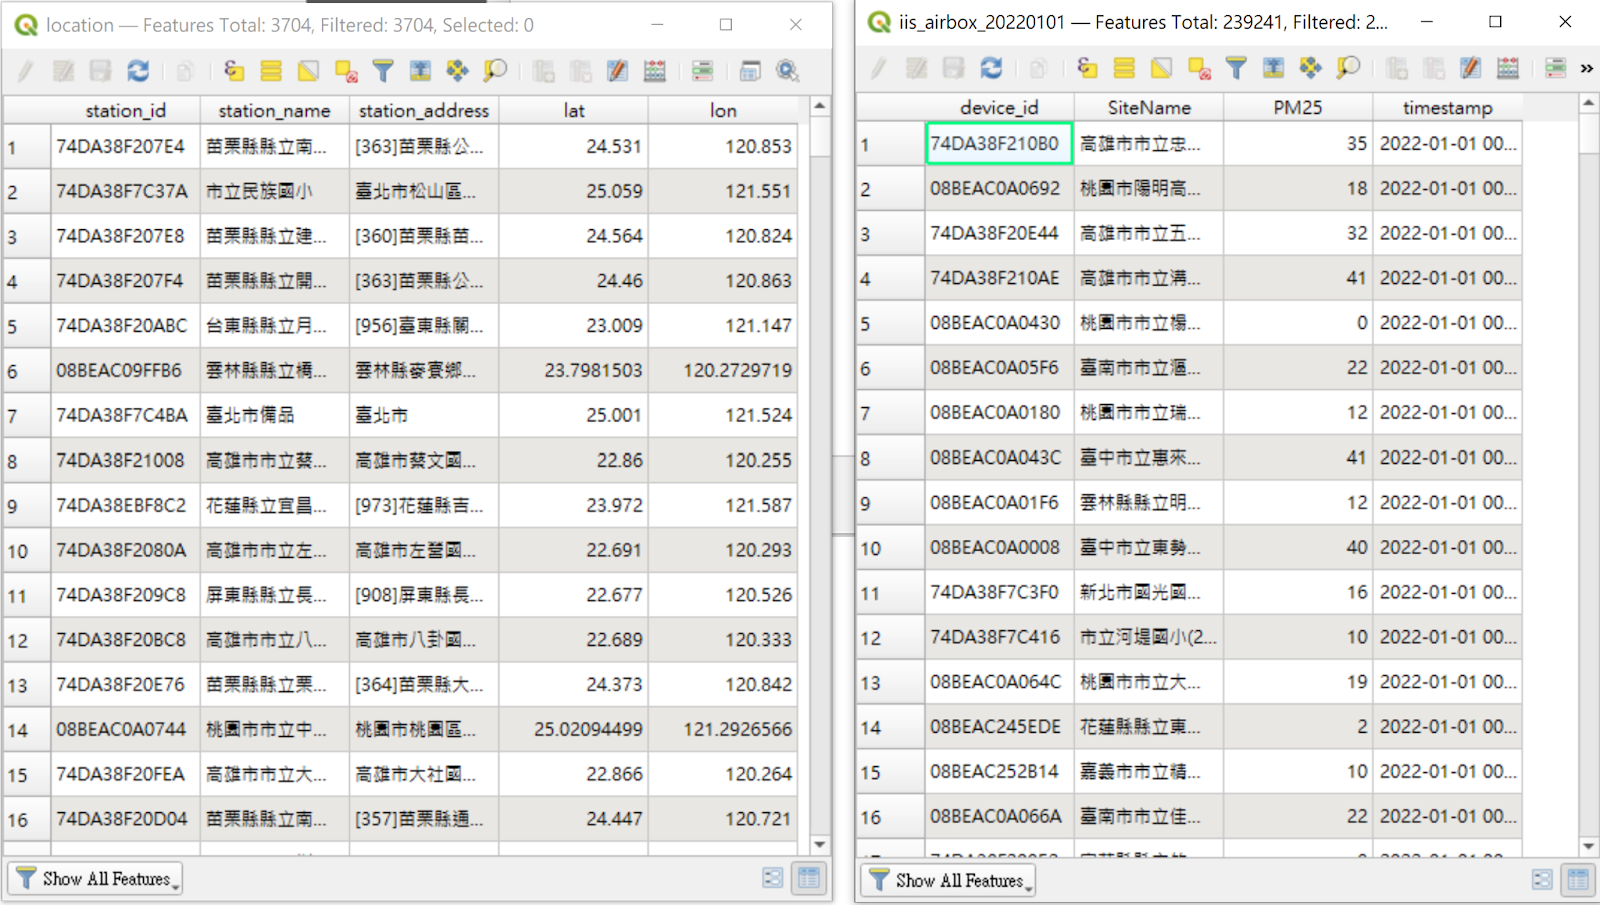 location — Features Total: 3704, Filtered: 3704, Selected: 0
station_id station_name station_address lat lon
1 74DA38F207E4 苗栗縣縣立南... [363]苗栗縣公... 24.531 120.853
2 74DA38F7C37A 市立民族國小 臺北市松山區... 25.059 121.551
3 74DA38F207E8 苗栗縣縣立建... [360]苗栗縣苗... 24.564 120.824
4 74DA38F207F4 苗栗縣縣立開... [363]苗栗縣公... 24.46 120.863
5 74DA38F20ABC 台東縣縣立月... [956]臺東縣關... 23.009 121.147
6 08BEAC09FFB6 雲林縣縣立橋... 雲林縣麥寮鄉... 23.7981503 120.2729719
7 74DA38F7C4BA 臺北市備品 臺北市 25.001 121.524
8 74DA38F21008 高雄市市立蔡... 高雄市蔡文國... 22.86 120.255
9 74DA38EBF8C2 花蓮縣立宜昌... [973]花蓮縣吉... 23.972 121.587
10 74DA38F2080A 高雄市市立左... 高雄市左營國... 22.691 120.293
11 74DA38F209C8 屏東縣縣立長... [908]屏東縣長... 22.677 120.526
12 74DA38F20BC8 高雄市市立八... 高雄市八卦國... 22.689 120.333
13 74DA38F20E76 苗栗縣縣立栗... [364]苗栗縣大... 24.373 120.842
14 08BEAC0A0744 桃園市市立中... 桃園市桃園區... 25.02094499 121.2926566
15 74DA38F20FEA 高雄市市立大... 高雄市大社國... 22.866 120.264
16 74DA38F20D04 苗栗縣縣立南... [357]苗栗縣通... 24.447 120.721
Show All Features
iis_airbox_20220101 — Features Total: 239241, Filtered: 2...
device_id SiteName PM25 timestamp
1 74DA38F210B0 高雄市市立忠... 35 2022-01-01 00...
2 08BEAC0A0692 桃園市陽明高... 18 2022-01-01 00...
3 74DA38F20E44 高雄市市立五... 32 2022-01-01 00...
4 74DA38F210AE 高雄市市立溝... 41 2022-01-01 00...
5 08BEAC0A0430 桃園市市立楊... 0 2022-01-01 00...
6 08BEAC0A05F6 臺南市市立... 22 2022-01-01 00...
7 08BEAC0A0180 桃園市市立瑞... 12 2022-01-01 00...
8 08BEAC0A043C 臺中市立惠來... 41 2022-01-01 00...
9 08BEAC0A01F6 雲林縣縣立明... 12 2022-01-01 00...
10 08BEAC0A0008 臺中市立東勢... 40 2022-01-01 00...
11 74DA38F7C3F0 新北市國光國... 16 2022-01-01 00...
12 74DA38F7C416 市立河堤國小(2... 10 2022-01-01 00...
13 08BEAC0A064C 桃園市市立大... 19 2022-01-01 00...
14 08BEAC245EDE 花蓮縣縣立東... 2 2022-01-01 00...
15 08BEAC252B14 嘉義市市立精... 10 2022-01-01 00...
16 08BEAC0A066A 臺南市市立佳... 22 2022-01-01 00...
Show All Features